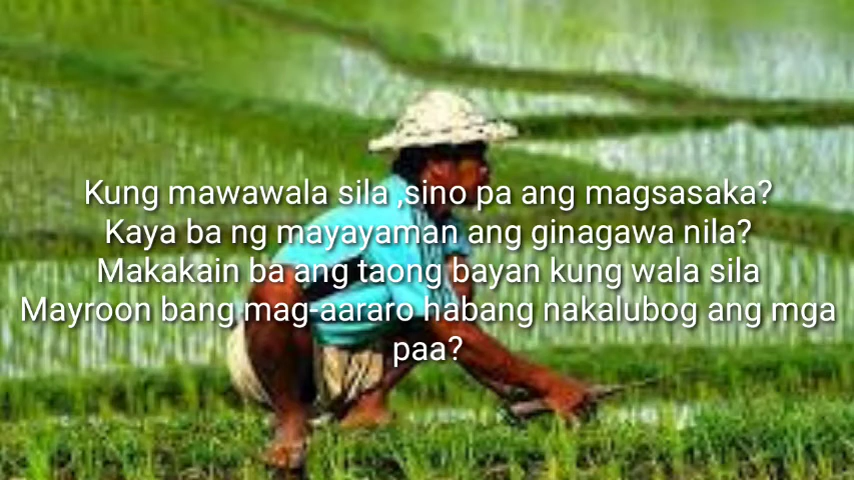 Kung mawawala sila ,sino pa ang magsasaka?
Kaya ba ng mayayaman ang ginagawa nila?
Makakain ba ang taong bayan kung wala sila
Mayroon bang mag-aararo habang nakalubog ang mga
paa?